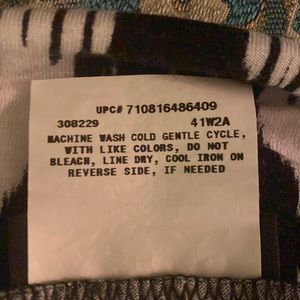 UPC# 710816486409
308229 41W2A
MACHINE WASH COLD GENTLE CYCLE,
WITH LIKE COLORS, DO NOT
BLEACH, LINE DRY, COOL IRON ON
REVERSE SIDE, IF NEEDED